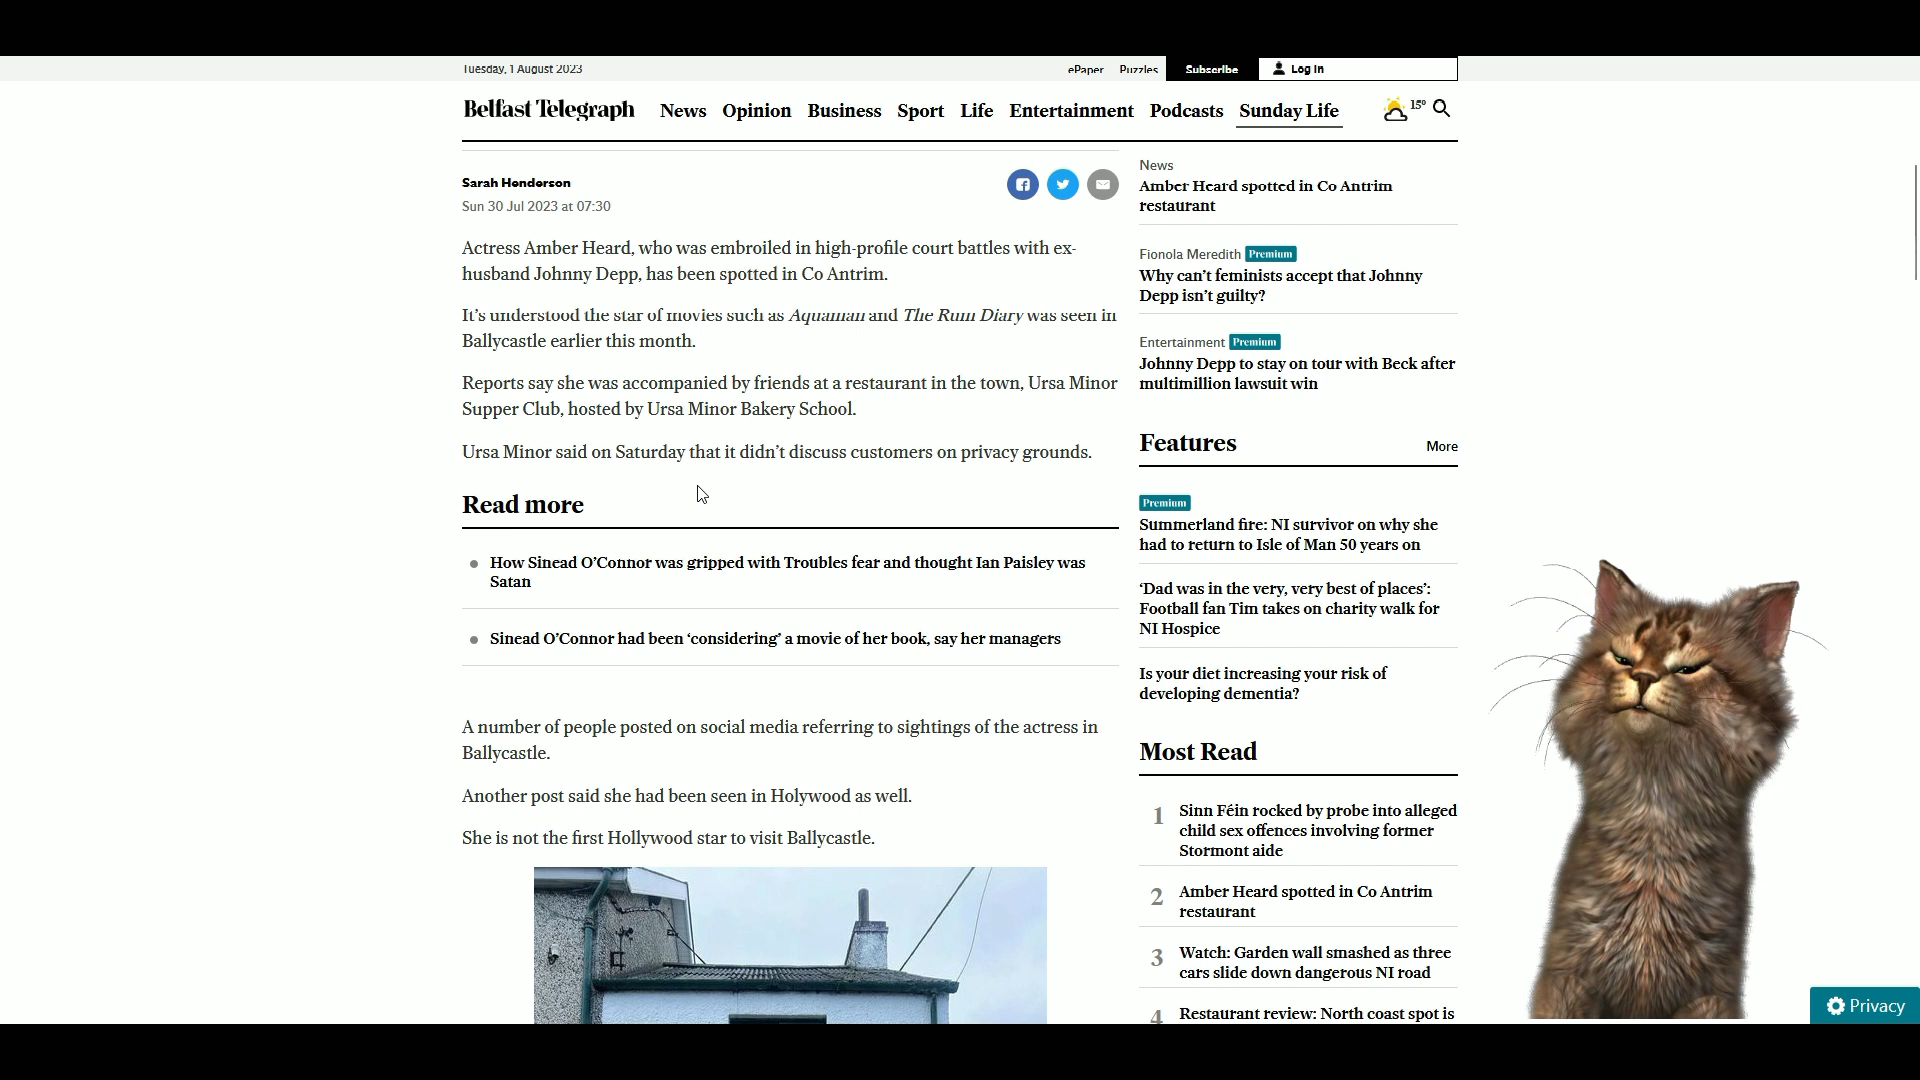 Tuesday, 1 August 2023
ePaper Puzzles Subscribe Log In
Belfast Telegraph News Opinion Business Sport Life Entertainment Podcasts Sunday Life 15º
Sarah Henderson
Sun 30 Jul 2023 at 07:30
Actress Amber Heard, who was embroiled in high-profile court battles with ex-
husband Johnny Depp, has been spotted in Co Antrim.
It’s understood the star of movies such as Aquaman and The Rum Diary was seen in
Ballycastle earlier this month.
Reports say she was accompanied by friends at a restaurant in the town, Ursa Minor
Supper Club, hosted by Ursa Minor Bakery School.
Ursa Minor said on Saturday that it didn’t discuss customers on privacy grounds.
Read more
How Sinead O’Connor was gripped with Troubles fear and thought Ian Paisley was
Satan
Sinead O’Connor had been ‘considering’ a movie of her book, say her managers
A number of people posted on social media referring to sightings of the actress in
Ballycastle.
Another post said she had been seen in Holywood as well.
She is not the first Hollywood star to visit Ballycastle.
News
Amber Heard spotted in Co Antrim
restaurant
Fionola Meredith Premium
Why can’t feminists accept that Johnny
Depp isn’t guilty?
Entertainment Premium
Johnny Depp to stay on tour with Beck after
multimillion lawsuit win
Features More
Premium
Summerland fire: NI survivor on why she
had to return to Isle of Man 50 years on
‘Dad was in the very, very best of places’:
Football fan Tim takes on charity walk for
NI Hospice
Is your diet increasing your risk of
developing dementia?
Most Read
1 Sinn Féin rocked by probe into alleged
child sex offences involving former
Stormont aide
2 Amber Heard spotted in Co Antrim
restaurant
3 Watch: Garden wall smashed as three
cars slide down dangerous NI road
4 Restaurant review: North coast spot is
Privacy